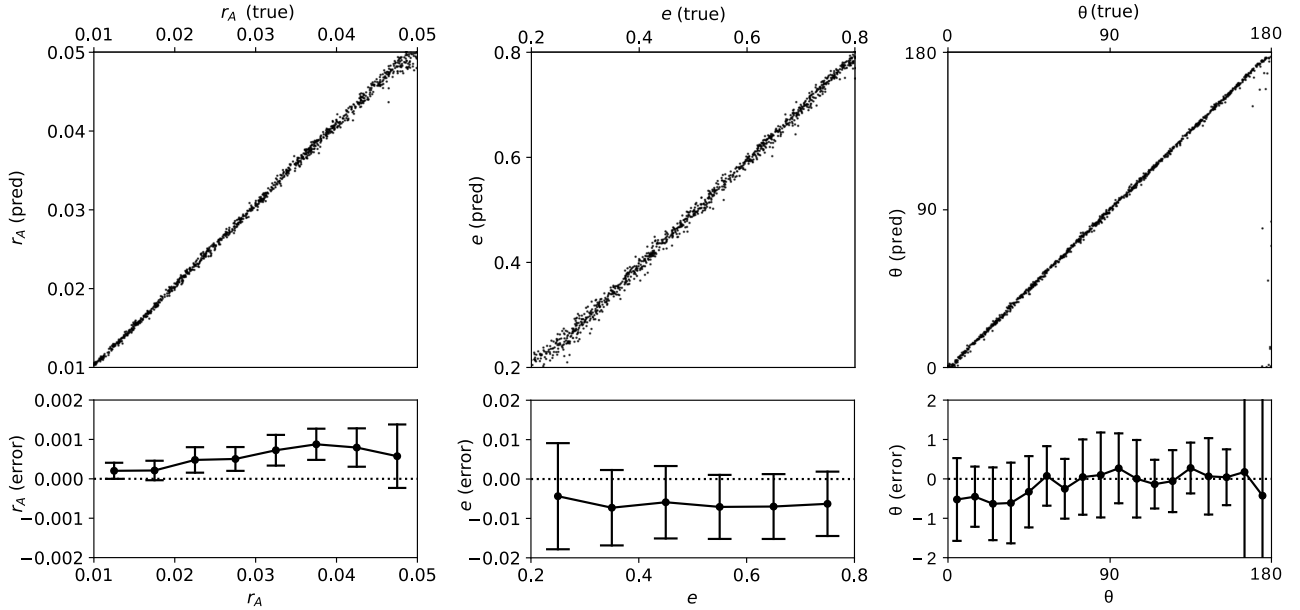 r_A (true)
0.01 0.02 0.03 0.04 0.05
0.05
0.04
0.03
0.02
0.01
r_A (pred)
e (true)
0.2 0.4 0.6 0.8
0.8
0.6
0.4
0.2
e (pred)
θ (true)
0 90 180
180
90
0
θ (pred)
0.002
0.001
0.000
−0.001
−0.002
r_A (error)
0.01 0.02 0.03 0.04 0.05
r_A
0.02
0.01
0.00
−0.01
−0.02
e (error)
0.2 0.4 0.6 0.8
e
2
1
0
−1
−2
θ (error)
0 90 180
θ